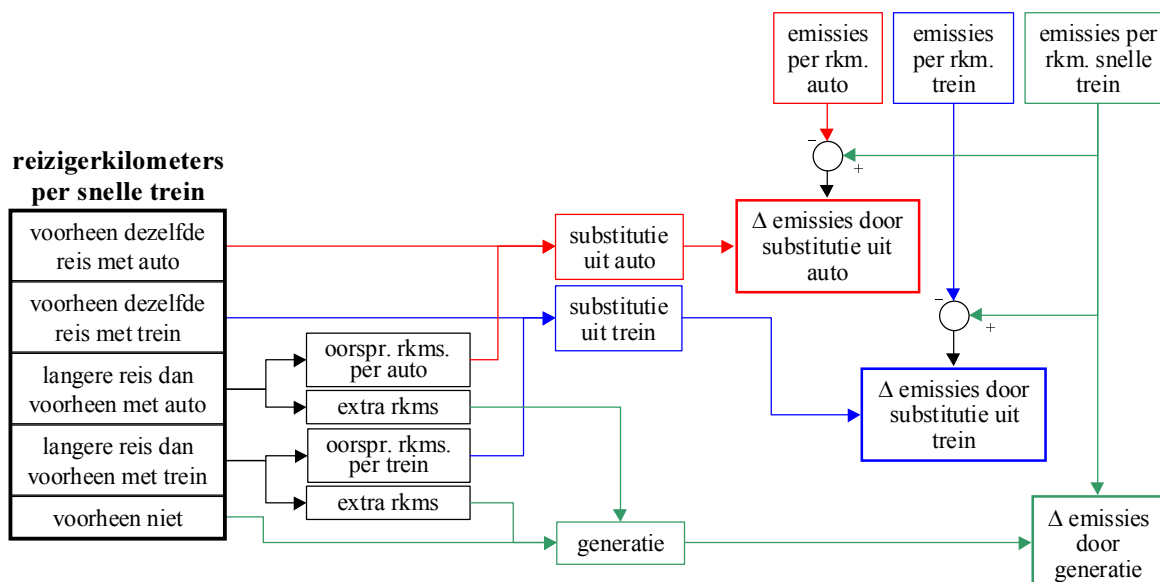 emissies
per rkm.
auto
emissies
per rkm.
trein
emissies per
rkm. snelle
trein
-
+
reizigerkilometers
per snelle trein
voorheen dezelfde
reis met auto
substitutie
uit auto
Δ emissies door
substitutie uit
auto
voorheen dezelfde
reis met trein
substitutie
uit trein
-
+
langere reis dan
voorheen met auto
oorspr. rkms.
per auto
extra rkms
Δ emissies door
substitutie uit
trein
langere reis dan
voorheen met trein
oorspr. rkms.
per trein
extra rkms
voorheen niet
generatie
Δ emissies
door
generatie